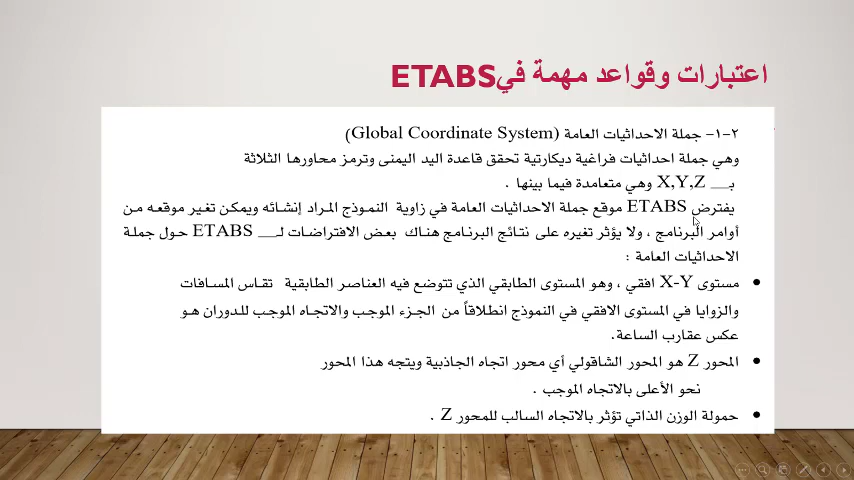 اعتبارات وقواعد مهمة فيETABS
٢-١- جملة الاحداثيات العامة (Global Coordinate System)
وهي جملة احداثيات فراغية ديكارتية تحقق قاعدة اليد اليمنى وترمز محاورها الثلاثة
بـــ X,Y,Z وهي متعامدة فيما بينها .
يفترض ETABS موقع جملة الاحداثيات العامة في زاوية النموذج المراد إنشائه ويمكن تغير موقعه من
أوامر البرنامج ، ولا يؤثر تغيره على نتائج البرنامج هناك بعض الافتراضات لـــ ETABS حول جملة
الاحداثيات العامة :
• مستوى X-Y افقي ، وهو المستوى الطابقي الذي تتوضع فيه العناصر الطابقية تقاس المسافات
والزوايا في المستوى الافقي في النموذج انطلاقاً من الجزء الموجب والاتجاه الموجب للدوران هو
عكس عقارب الساعة.
• المحور Z هو المحور الشاقولي أي محور اتجاه الجاذبية ويتجه هذا المحور
نحو الأعلى بالاتجاه الموجب .
• حمولة الوزن الذاتي تؤثر بالاتجاه السالب للمحور Z .